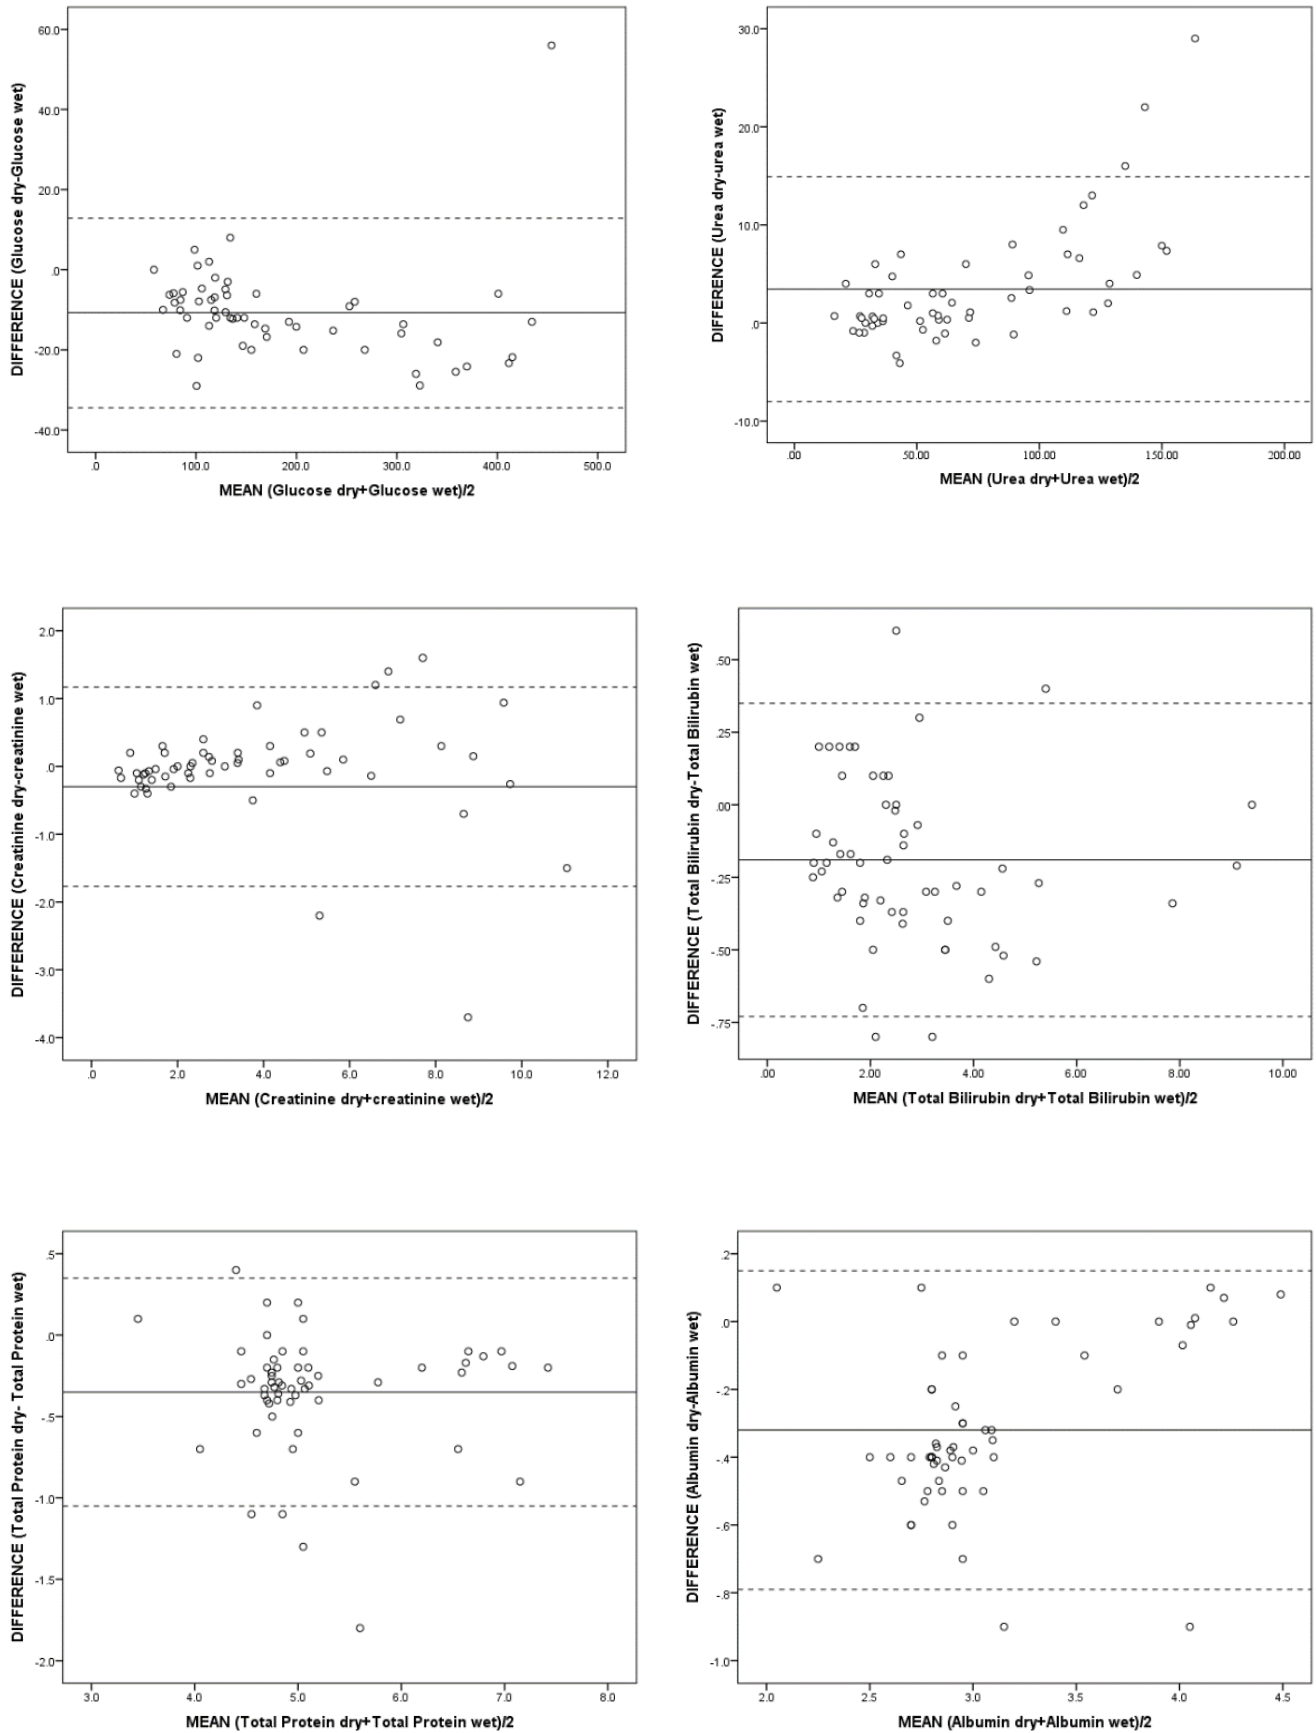 DIFFERENCE (Glucose dry-Glucose wet)
60.0
40.0
20.0
.0
-20.0
-40.0
.0 100.0 200.0 300.0 400.0 500.0
MEAN (Glucose dry+Glucose wet)/2
DIFFERENCE (Urea dry-urea wet)
30.0
20.0
10.0
.0
-10.0
.00 50.00 100.00 150.00 200.00
MEAN (Urea dry+Urea wet)/2
DIFFERENCE (Creatinine dry-creatinine wet)
2.0
1.0
.0
-1.0
-2.0
-3.0
-4.0
.0 2.0 4.0 6.0 8.0 10.0 12.0
MEAN (Creatinine dry+creatinine wet)/2
DIFFERENCE (Total Bilirubin dry-Total Bilirubin wet)
.50
.25
.00
-.25
-.50
-.75
.00 2.00 4.00 6.00 8.00 10.00
MEAN (Total Bilirubin dry+Total Bilirubin wet)/2
DIFFERENCE (Total Protein dry- Total Protein wet)
.5
.0
-.5
-1.0
-1.5
-2.0
3.0 4.0 5.0 6.0 7.0 8.0
MEAN (Total Protein dry+Total Protein wet)/2
DIFFERENCE (Albumin dry-Albumin wet)
.2
.0
-.2
-.4
-.6
-.8
-1.0
2.0 2.5 3.0 3.5 4.0 4.5
MEAN (Albumin dry+Albumin wet)/2